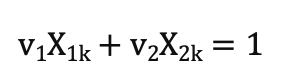 v₁X₁ₖ + v₂X₂ₖ = 1